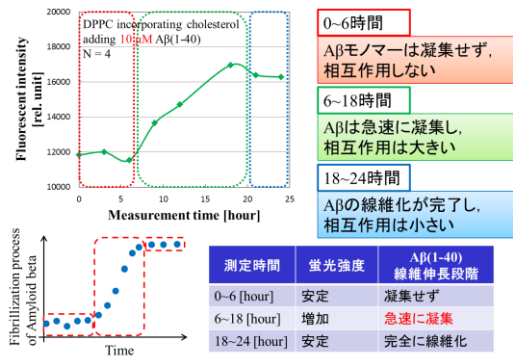 DPPC incorporating cholesterol
adding 10 μM Aβ(1-40)
N = 4
Fluorescent intensity
[rel. unit]
20000
18000
16000
14000
12000
10000
0
6
12
18
24
Measurement time [hour]
0~6時間
Aβモノマーは凝集せず,
相互作用しない
6~18時間
Aβは急速に凝集し,
相互作用は大きい
18~24時間
Aβの線維化が完了し,
相互作用は小さい
Fibrillization process
of Amyloid beta
Time
測定時間 蛍光強度 Aβ(1-40)
線維伸長段階
0~6 [hour] 安定 凝集せず
6~18 [hour] 増加 急速に凝集
18~24 [hour] 安定 完全に線維化